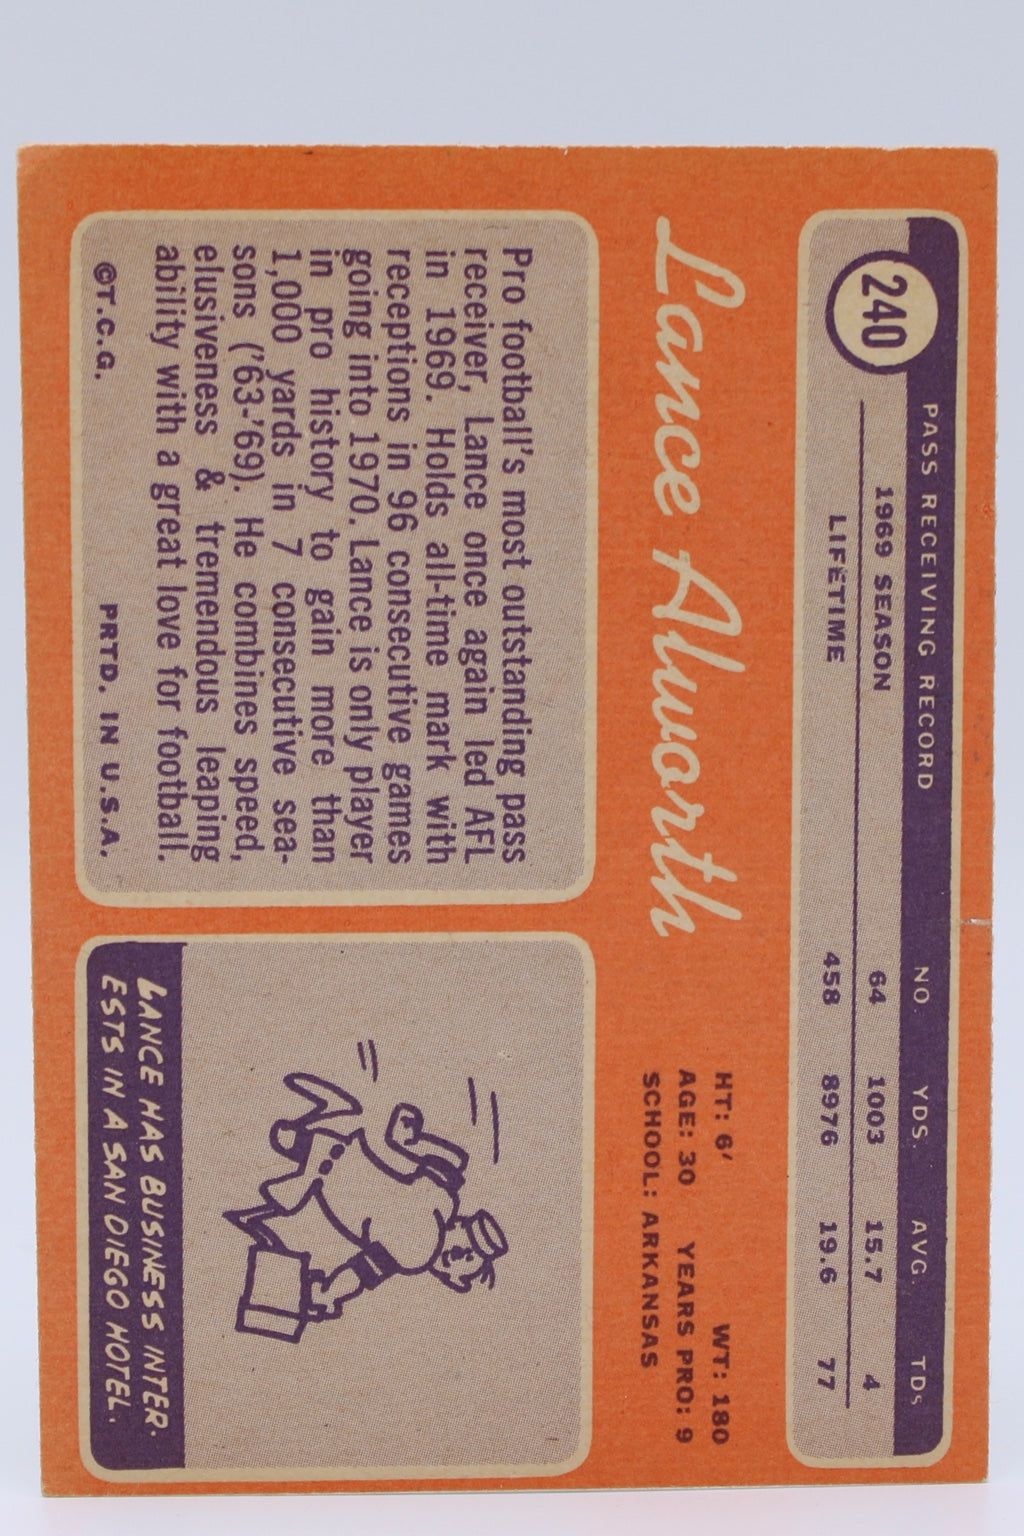 240
PASS RECEIVING RECORD NO YDS AVG. TDs
1969 SEASON 64 1003 15.7 4
LIFETIME 458 8976 19.6 77
Lance Alworth
HT: 6' WT: 180
AGE: 30 YEARS PRO: 9
SCHOOL: ARKANSAS
Pro football's most outstanding pass
receiver, Lance once again led AFL
in 1969. Holds all-time mark with
receptions in 96 consecutive games
going into 1970. Lance is only player
in pro history to gain more than
1,000 yards in 7 consecutive sea-
sons ('63-'69). He combines speed,
elusiveness & tremendous leaping
ability with a great love for football.
©T.C.G. PRTD. IN U.S.A.
LANCE HAS BUSINESS INTER-
ESTS IN A SAN DIEGO HOTEL.